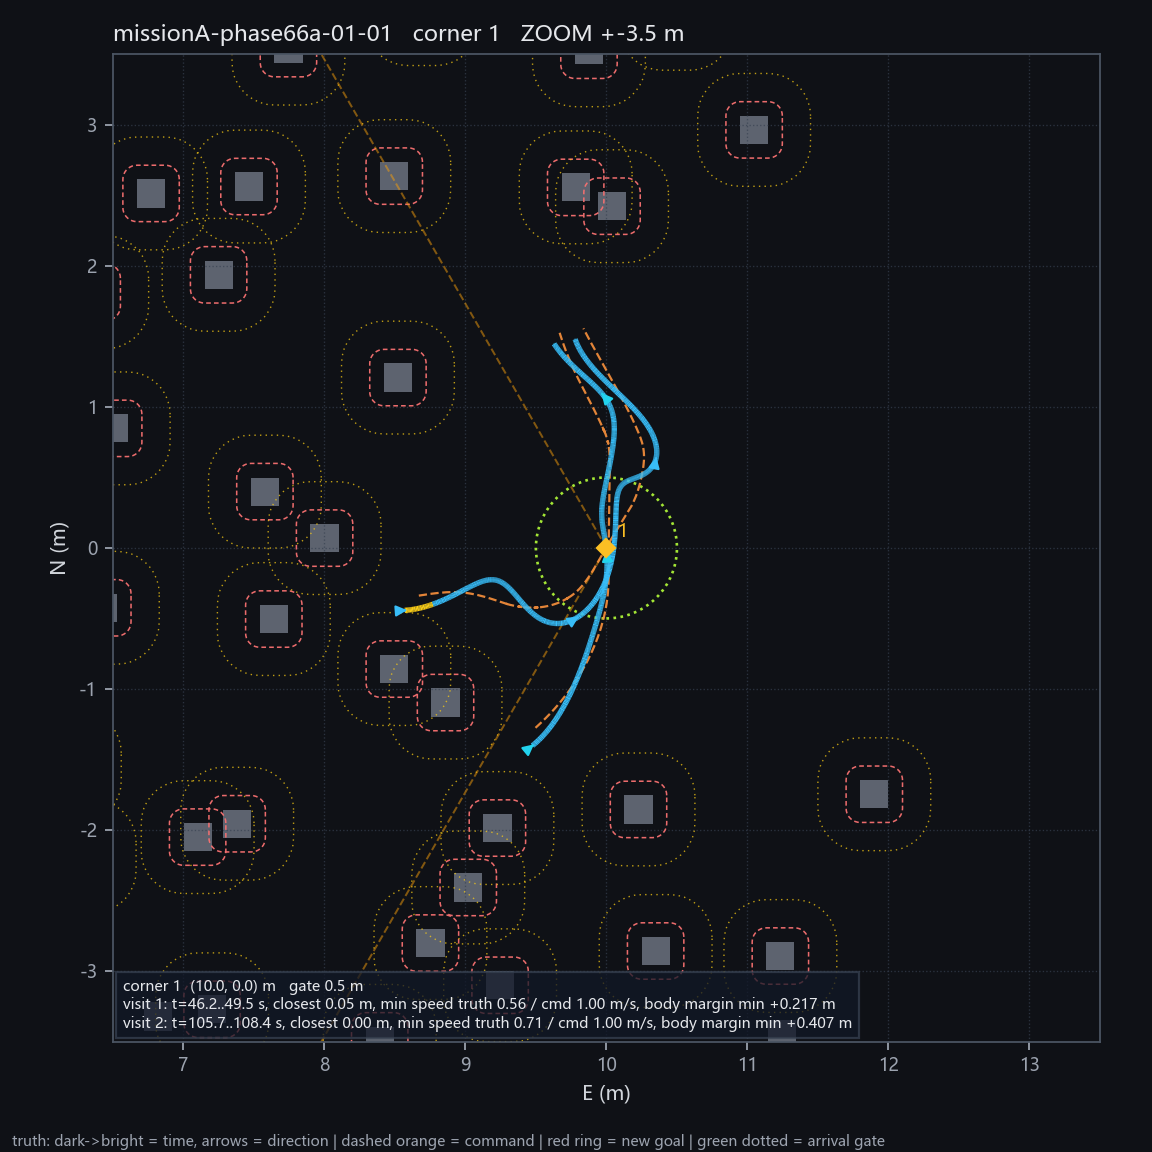 missionA-phase66a-01-01   corner 1   ZOOM +-3.5 m
3
2
1
0
-1
-2
-3
N (m)
1
corner 1  (10.0, 0.0) m   gate 0.5 m
visit 1: t=46.2..49.5 s, closest 0.05 m, min speed truth 0.56 / cmd 1.00 m/s, body margin min +0.217 m
visit 2: t=105.7..108.4 s, closest 0.00 m, min speed truth 0.71 / cmd 1.00 m/s, body margin min +0.407 m
7 8 9 10 11 12 13
E (m)
truth: dark->bright = time, arrows = direction | dashed orange = command | red ring = new goal | green dotted = arrival gate